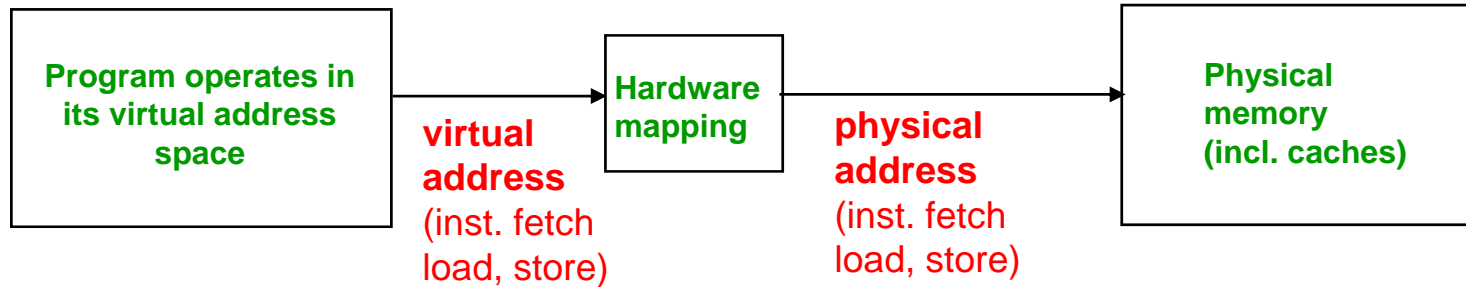 Program operates in
its virtual address
space
virtual
address
(inst. fetch
load, store)
Hardware
mapping
physical
address
(inst. fetch
load, store)
Physical
memory
(incl. caches)